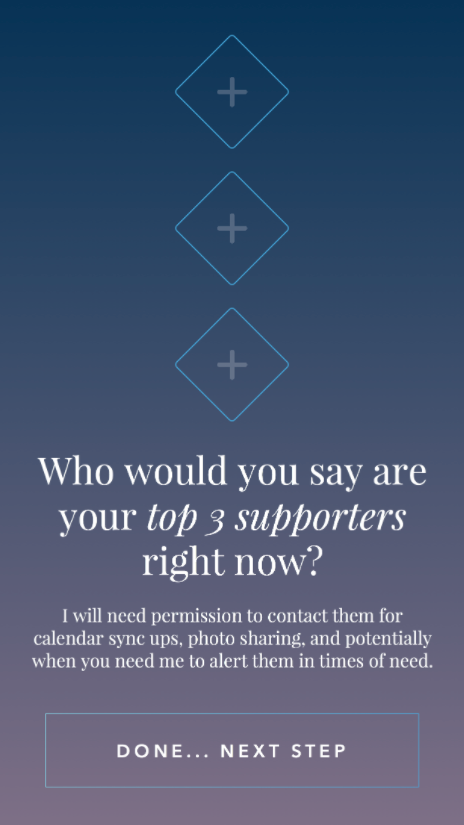 Who would you say are
your top 3 supporters
right now?
I will need permission to contact them for
calendar sync ups, photo sharing, and potentially
when you need me to alert them in times of need.
DONE... NEXT STEP